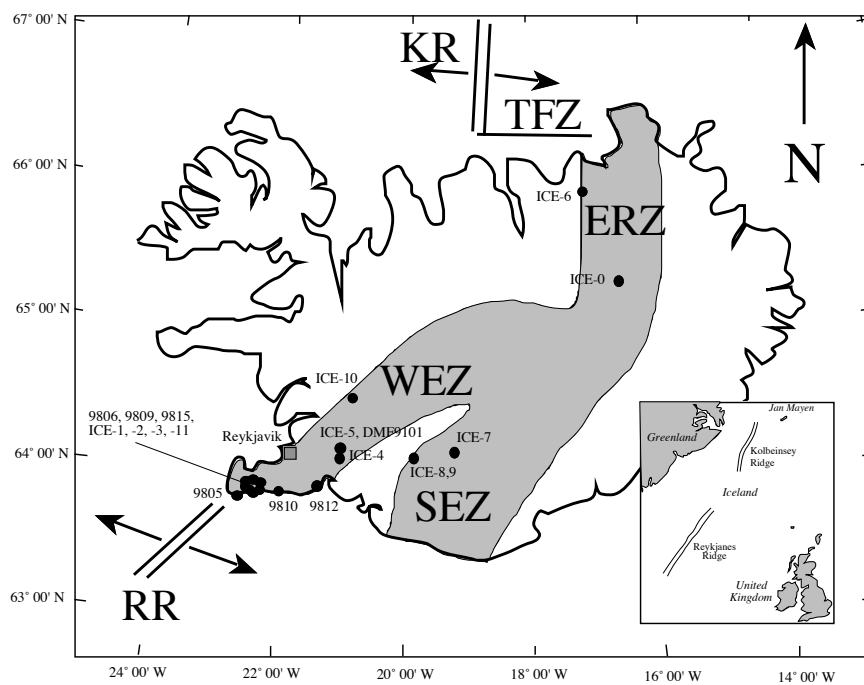 67° 00' N
KR
TFZ
N
66° 00' N
ICE-6
ERZ
ICE-0
65° 00' N
ICE-10
WEZ
9806, 9809, 9815,
ICE-1, -2, -3, -11
Reykjavik
ICE-5, DMF9101
ICE-7
64° 00' N
ICE-4
ICE-8,9
9805
9810
9812
SEZ
RR
63° 00' N
Jan Mayen
Greenland
Kolbeinsey
Ridge
Iceland
Reykjanes
Ridge
United
Kingdom
24° 00' W
22° 00' W
20° 00' W
18° 00' W
16° 00' W
14° 00' W